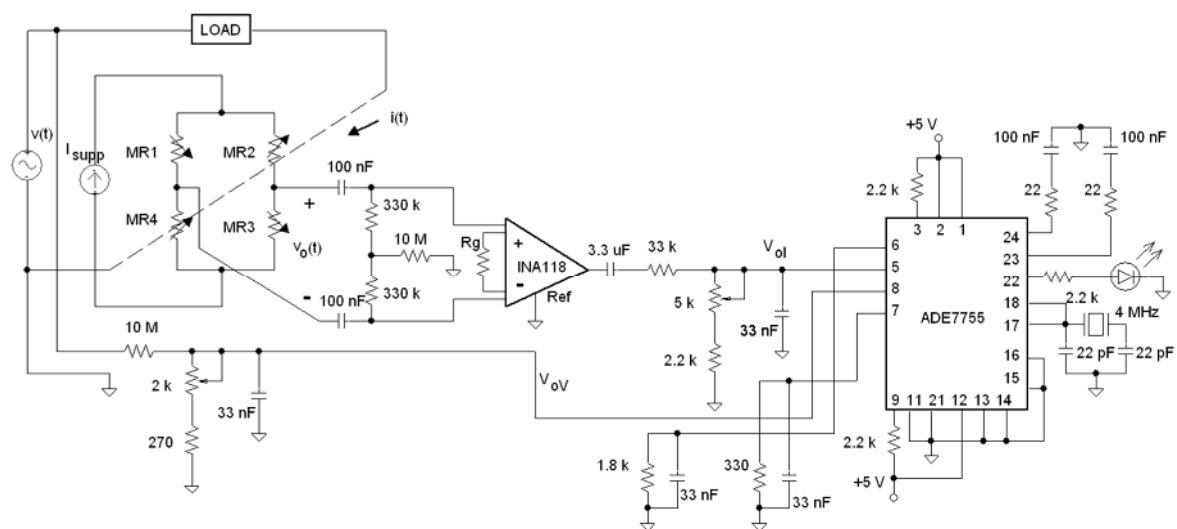 LOAD
v(t)
I supp
MR1
MR2
i(t)
MR4
MR3
+
v o (t)
-
100 nF
100 nF
330 k
10 M
330 k
Rg
+
-
INA118
Ref
3.3 uF
33 k
V oI
5 k
33 nF
2.2 k
10 M
2 k
33 nF
270
V oV
+5 V
2.2 k
3
2
1
6
5
8
7
ADE7755
24
23
22
18
17
16
15
9
11
21
12
13
14
100 nF
100 nF
22
22
2.2 k
4 MHz
22 pF
22 pF
2.2 k
+5 V
1.8 k
33 nF
330
33 nF